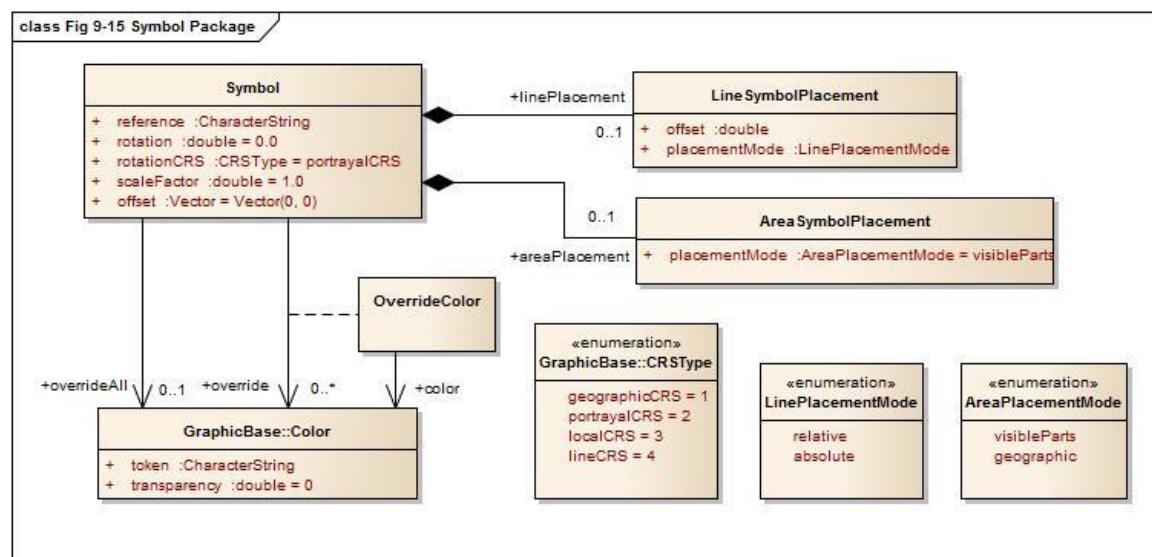 class Fig 9-15 Symbol Package
Symbol
+ reference :CharacterString
+ rotation :double = 0.0
+ rotationCRS :CRSType = portrayalCRS
+ scaleFactor :double = 1.0
+ offset :Vector = Vector(0, 0)
+linePlacement
0..1
LineSymbolPlacement
+ offset :double
+ placementMode :LinePlacementMode
0..1
+areaPlacement
AreaSymbolPlacement
+ placementMode :AreaPlacementMode = visibleParts
OverrideColor
+overrideAll
0..1
+override
0..*
+color
GraphicBase::Color
+ token :CharacterString
+ transparency :double = 0
«enumeration»
GraphicBase::CRSType
geographicCRS = 1
portrayalCRS = 2
localCRS = 3
lineCRS = 4
«enumeration»
LinePlacementMode
relative
absolute
«enumeration»
AreaPlacementMode
visibleParts
geographic